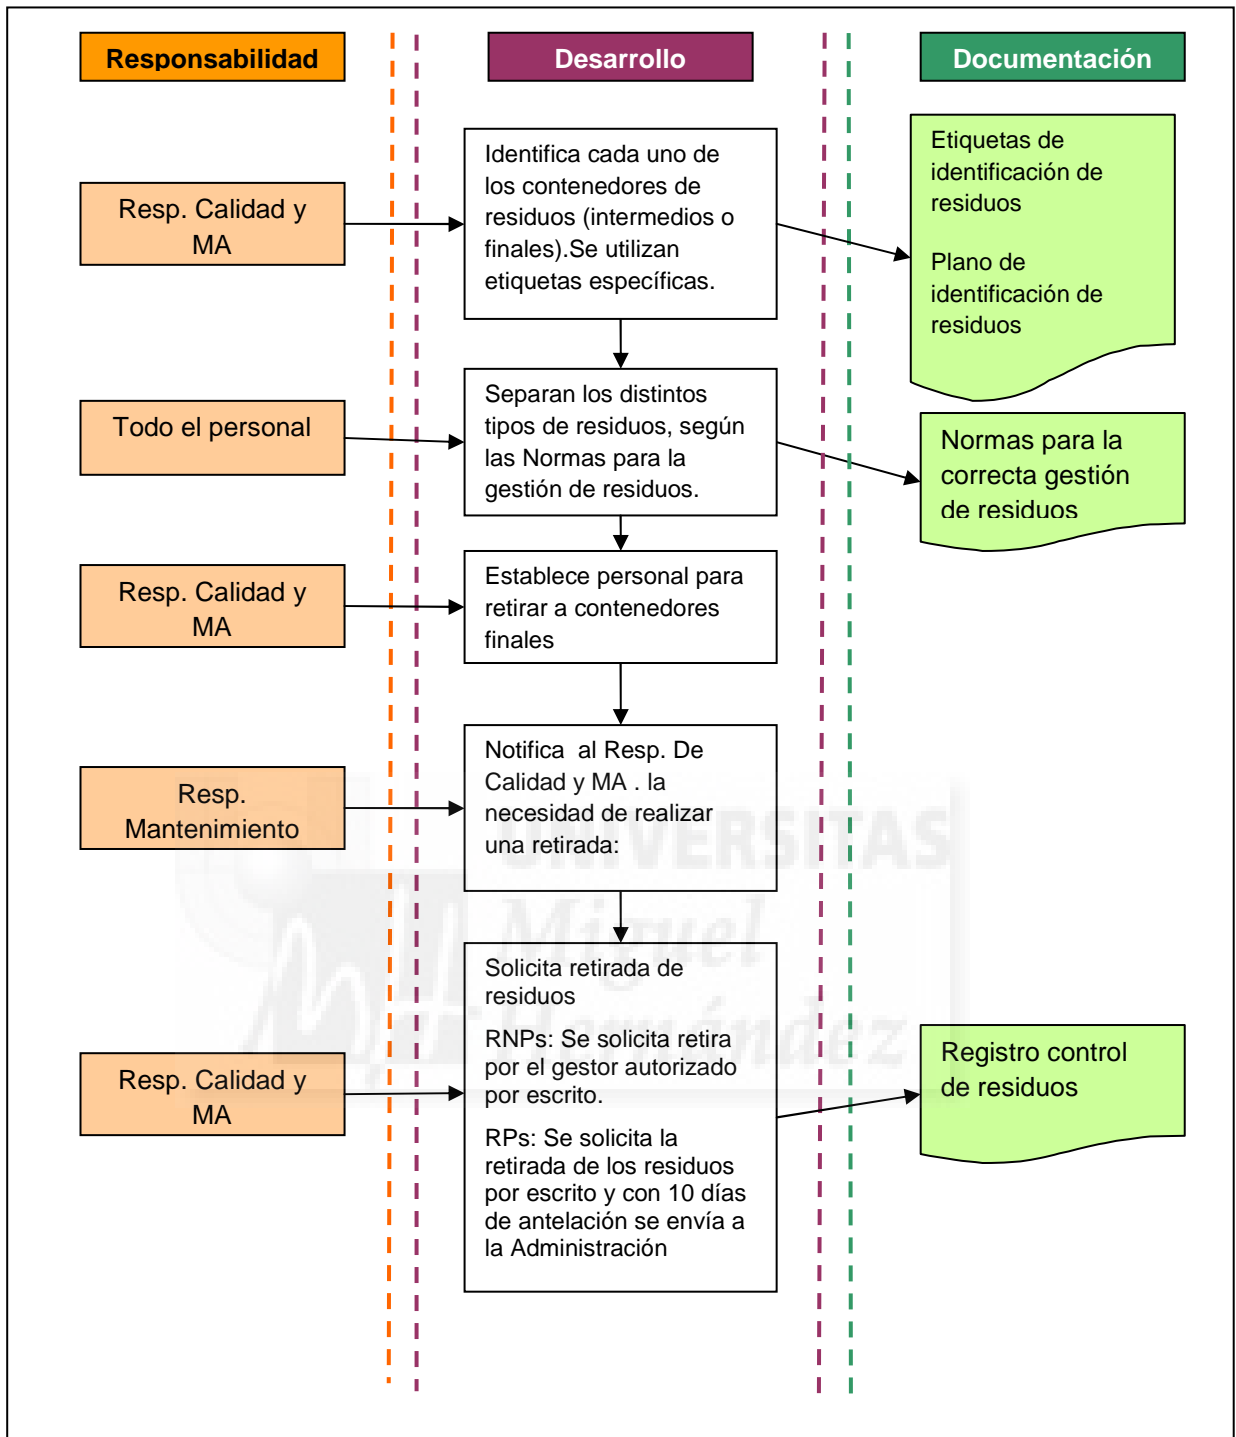 Responsabilidad
Desarrollo
Documentación
Resp. Calidad y
MA
Identifica cada uno de
los contenedores de
residuos (intermedios o
finales).Se utilizan
etiquetas específicas.
Etiquetas de
identificación de
residuos
Plano de
identificación de
residuos
Todo el personal
Separan los distintos
tipos de residuos, según
las Normas para la
gestión de residuos.
Normas para la
correcta gestión
de residuos
Resp. Calidad y
MA
Establece personal para
retirar a contenedores
finales
Resp.
Mantenimiento
Notifica al Resp. De
Calidad y MA . la
necesidad de realizar
una retirada:
Resp. Calidad y
MA
Solicita retirada de
residuos
RNPs: Se solicita retira
por el gestor autorizado
por escrito.
RPs: Se solicita la
retirada de los residuos
por escrito y con 10 días
de antelación se envía a
la Administración
Registro control
de residuos
UNIVERSITAS
Miguel
Hernández